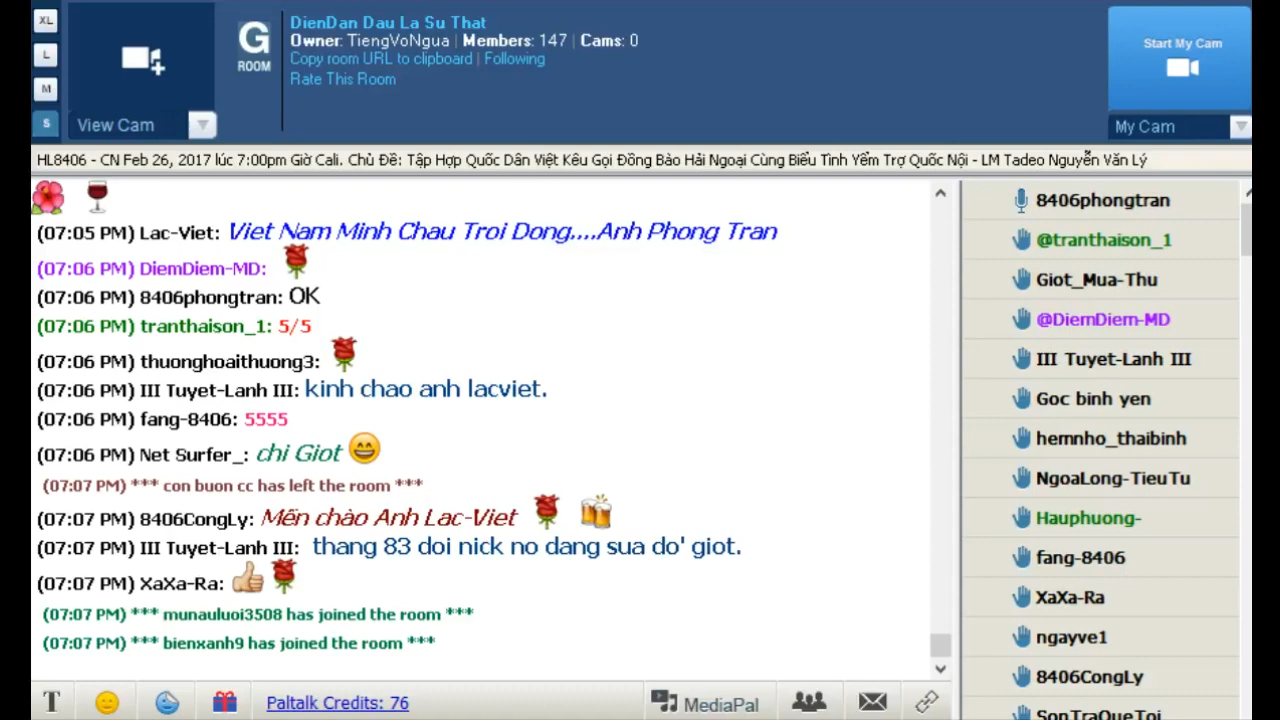 XL
L
M
S
View Cam
G
ROOM
DienDan Dau La Su That
Owner: TiengVoNgua | Members: 147 | Cams: 0
Copy room URL to clipboard | Following
Rate This Room
Start My Cam
My Cam
HL8406 - CN Feb 26, 2017 lúc 7:00pm Giờ Cali. Chủ Đề: Tập Hợp Quốc Dân Việt Kêu Gọi Đồng Bào Hải Ngoại Cùng Biểu Tình Yểm Trợ Quốc Nội - LM Tadeo Nguyễn Văn Lý
(07:05 PM) Lac-Viet: Viet Nam Minh Chau Troi Dong....Anh Phong Tran
(07:06 PM) DiemDiem-MD:
(07:06 PM) 8406phongtran: OK
(07:06 PM) tranthaison_1: 5/5
(07:06 PM) thuonghoaithuong3:
(07:06 PM) III Tuyet-Lanh III: kinh chao anh lacviet.
(07:06 PM) fang-8406: 5555
(07:06 PM) Net Surfer_: chi Giot
(07:07 PM) *** con buon cc has left the room ***
(07:07 PM) 8406CongLy: Mến chào Anh Lac-Viet
(07:07 PM) III Tuyet-Lanh III: thang 83 doi nick no dang sua do' giot.
(07:07 PM) XaXa-Ra:
(07:07 PM) *** munauluoi3508 has joined the room ***
(07:07 PM) *** bienxanh9 has joined the room ***
8406phongtran
@tranthaison_1
Giot_Mua-Thu
@DiemDiem-MD
III Tuyet-Lanh III
Goc binh yen
hemnho_thaibinh
NgoaLong-TieuTu
Hauphuong-
fang-8406
XaXa-Ra
ngayve1
8406CongLy
SonTraQueToi
T
Paltalk Credits: 76
MediaPal